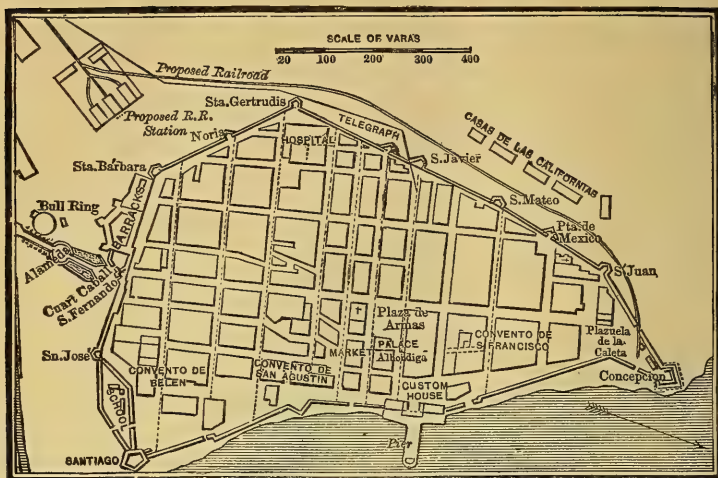 SCALE OF VARAS
20 100 200 300 400
Proposed Railroad
Proposed R.R.
Station
Sta. Gertrudis
TELEGRAPH
CASAS DE LAS CALIFORNIAS
Noria
HOSPITAL
S. Javier
Sta. Bárbara
S. Mateo
Bull Ring
BARRACKS
Pta. de
Mexico
Alameda
S. Juan
Cuart Caball
S. Fernando
Plaza de
Armas
Plazuela
de la
Caleta
CONVENTO DE
S. FRANCISCO
PALACE
MARKET
Alhondiga
Sn. José
CONVENTO DE
BELEN
CONVENTO DE
SAN AGUSTIN
Concepcion
CUSTOM
HOUSE
SCHOOL
Pier
SANTIAGO